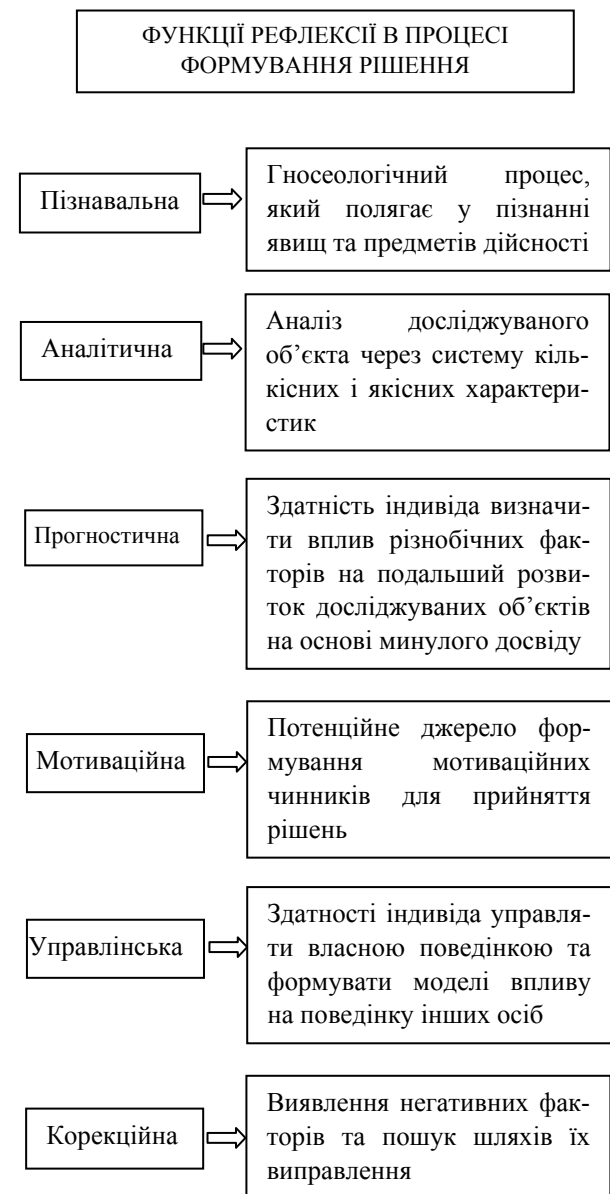 ФУНКЦІЇ РЕФЛЕКСІЇ В ПРОЦЕСІ
ФОРМУВАННЯ РІШЕННЯ
Пізнавальна
Гносеологічний процес,
який полягає у пізнанні
явищ та предметів дійсності
Аналітична
Аналіз досліджуваного
об’єкта через систему кіль-
кісних і якісних характери-
стик
Прогностична
Здатність індивіда визначи-
ти вплив різнобічних фак-
торів на подальший розви-
ток досліджуваних об’єктів
на основі минулого досвіду
Мотиваційна
Потенційне джерело фор-
мування мотиваційних
чинників для прийняття
рішень
Управлінська
Здатності індивіда управля-
ти власною поведінкою та
формувати моделі впливу
на поведінку інших осіб
Корекційна
Виявлення негативних фак-
торів та пошук шляхів їх
виправлення